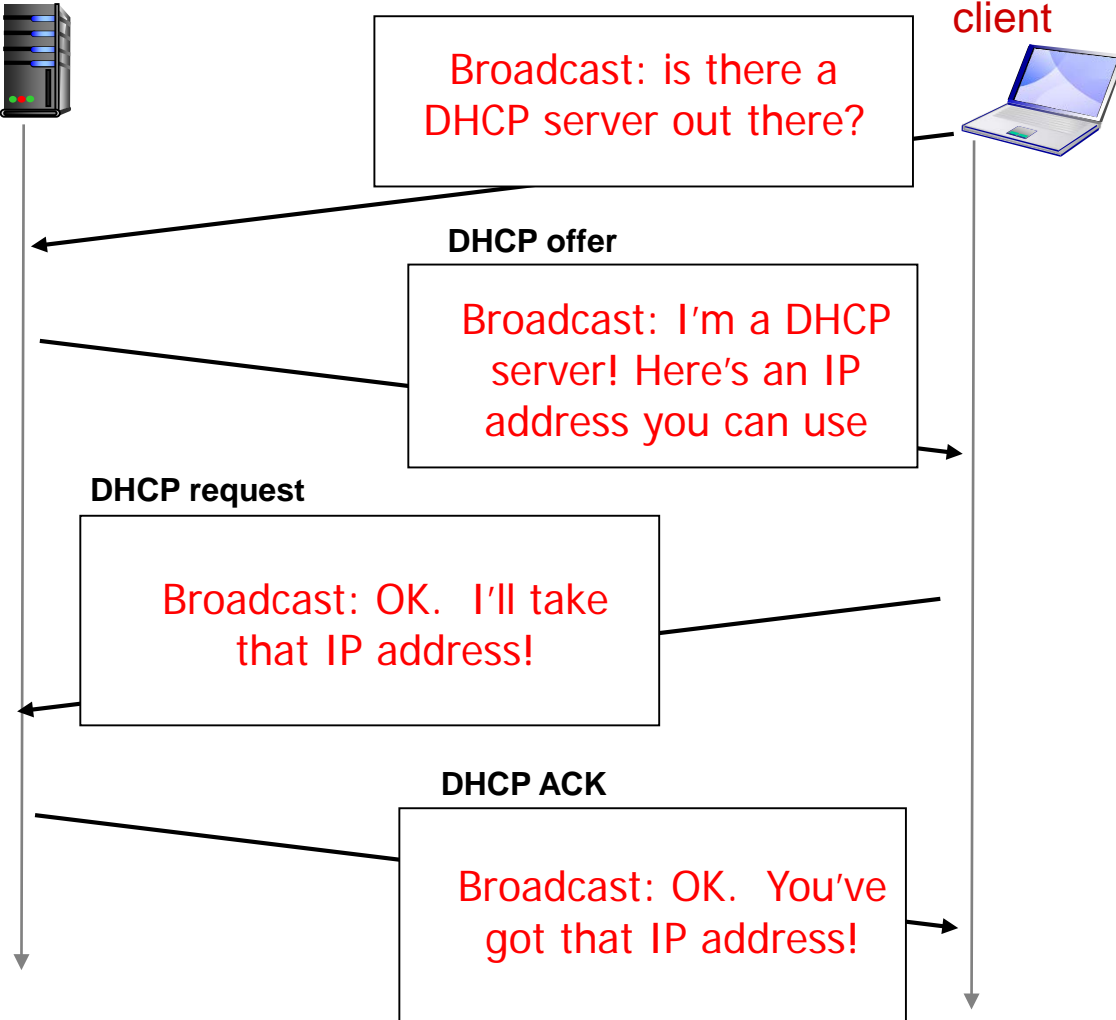 client
Broadcast: is there a
DHCP server out there?
DHCP offer
Broadcast: I'm a DHCP
server! Here's an IP
address you can use
DHCP request
Broadcast: OK. I'll take
that IP address!
DHCP ACK
Broadcast: OK. You've
got that IP address!